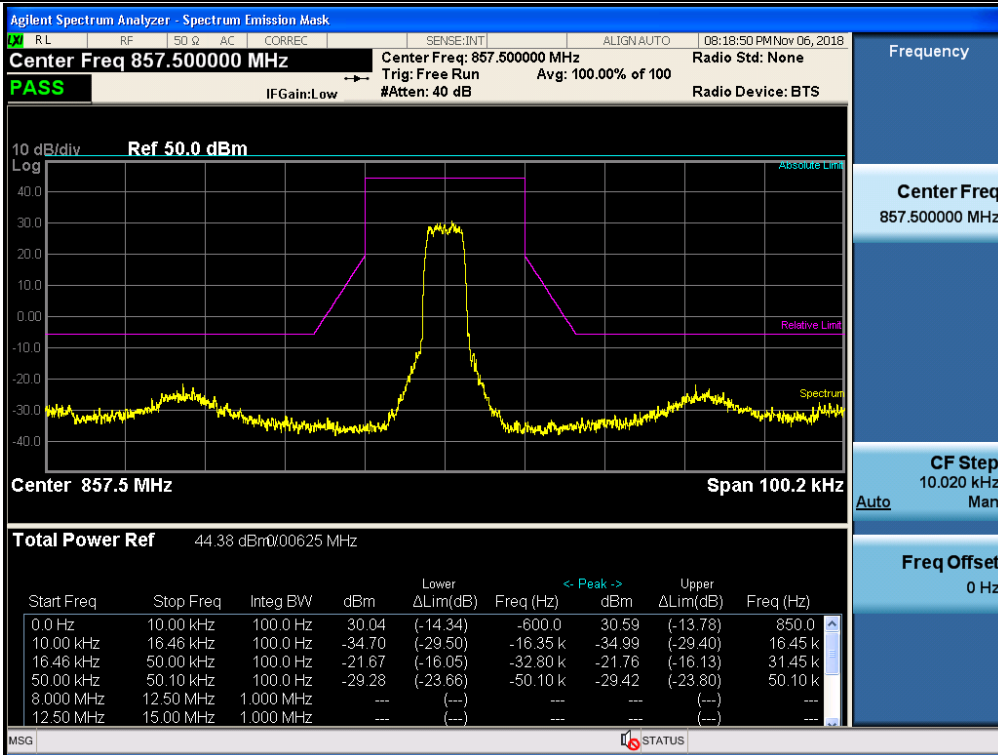 Agilent Spectrum Analyzer - Spectrum Emission Mask
LXI RL RF 50 Ω AC CORREC SENSE:INT ALIGNAUTO 08:18:50 PM Nov 06, 2018
Center Freq 857.500000 MHz
Center Freq: 857.500000 MHz
Radio Std: None
Trig: Free Run Avg: 100.00% of 100
PASS
IFGain:Low
#Atten: 40 dB
Radio Device: BTS
10 dB/div Ref 50.0 dBm
Log
Absolute Limit
40.0
30.0
20.0
10.0
0.00
Relative Limit
-10.0
-20.0
Spectrum
-30.0
-40.0
Center 857.5 MHz Span 100.2 kHz
Total Power Ref 44.38 dBm/0.00625 MHz
Lower <- Peak -> Upper
Start Freq Stop Freq Integ BW dBm ΔLim(dB) Freq (Hz) dBm ΔLim(dB) Freq (Hz)
0.0 Hz 10.00 kHz 100.0 Hz 30.04 (-14.34) -600.0 30.59 (-13.78) 850.0
10.00 kHz 16.46 kHz 100.0 Hz -34.70 (-29.50) -16.35 k -34.99 (-29.40) 16.45 k
16.46 kHz 50.00 kHz 100.0 Hz -21.67 (-16.05) -32.80 k -21.76 (-16.13) 31.45 k
50.00 kHz 50.10 kHz 100.0 Hz -29.28 (-23.66) -50.10 k -29.42 (-23.80) 50.10 k
8.000 MHz 12.50 MHz 1.000 MHz --- (---) --- --- (---) ---
12.50 MHz 15.00 MHz 1.000 MHz --- (---) --- --- (---) ---
MSG STATUS
Frequency
Center Freq
857.500000 MHz
CF Step
10.020 kHz
Auto Man
Freq Offset
0 Hz